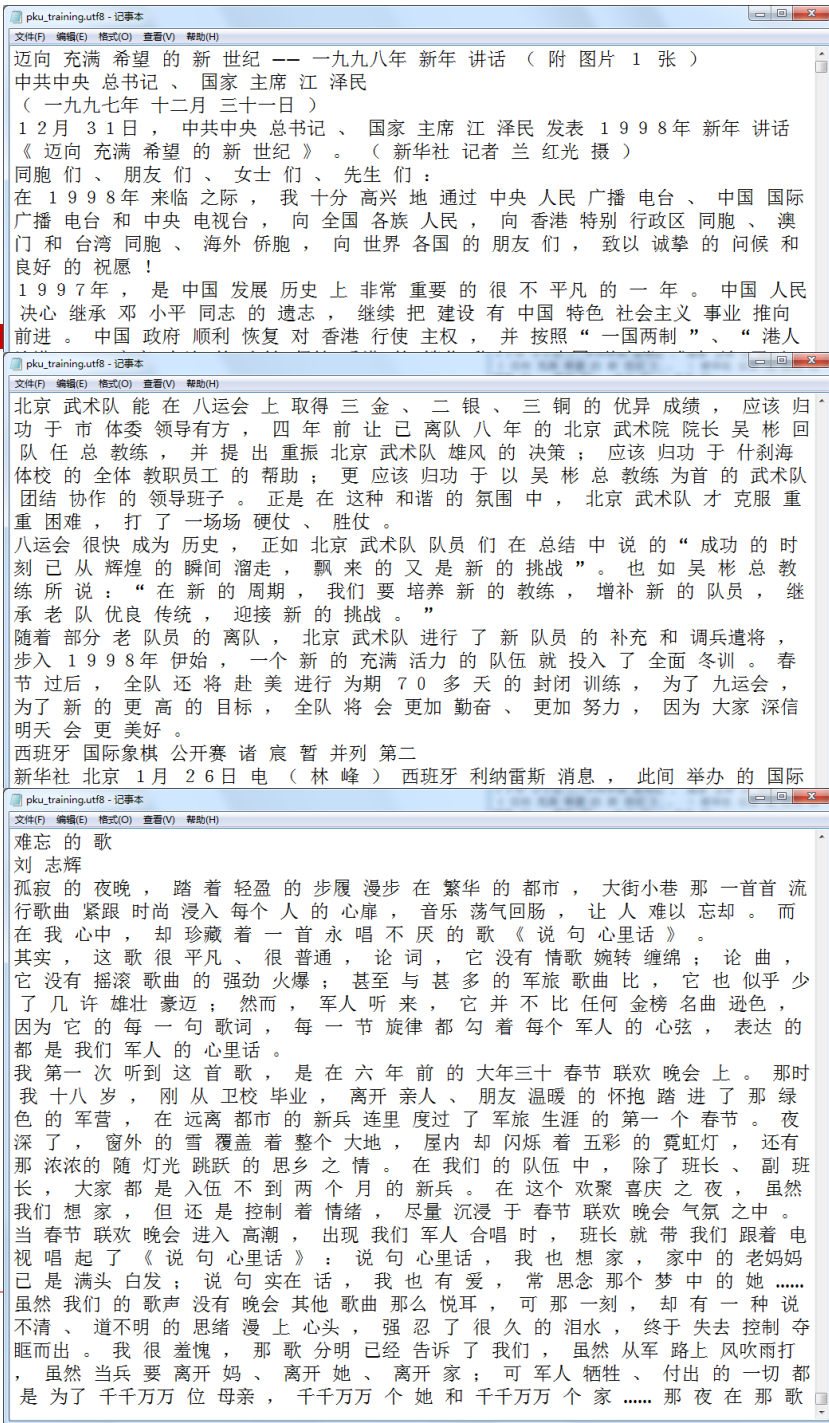 pku_training.utf8 - 记事本
文件(F) 编辑(E) 格式(O) 查看(V) 帮助(H)
迈向 充满 希望 的 新 世纪 —— 一九九八年 新年 讲话 （ 附 图片 １ 张 ）
中共中央 总书记 、 国家 主席 江 泽民
（ 一九九七年 十二月 三十一日 ）
１２月 ３１日 ， 中共中央 总书记 、 国家 主席 江 泽民 发表 １９９８年 新年 讲话
《 迈向 充满 希望 的 新 世纪 》 。 （ 新华社 记者 兰 红光 摄 ）
同胞 们 、 朋友 们 、 女士 们 、 先生 们 ：
在 １９９８年 来临 之际 ， 我 十分 高兴 地 通过 中央 人民 广播 电台 、 中国 国际
广播 电台 和 中央 电视台 ， 向 全国 各族 人民 ， 向 香港 特别 行政区 同胞 、 澳
门 和 台湾 同胞 、 海外 侨胞 ， 向 世界 各国 的 朋友 们 ， 致以 诚挚 的 问候 和
良好 的 祝愿 ！
１９９７年 ， 是 中国 发展 历史 上 非常 重要 的 很 不 平凡 的 一 年 。 中国 人民
决心 继承 邓 小平 同志 的 遗志 ， 继续 把 建设 有 中国 特色 社会主义 事业 推向
前进 。 中国 政府 顺利 恢复 对 香港 行使 主权 ， 并 按照 “ 一国两制 ” 、 “ 港人
pku_training.utf8 - 记事本
文件(F) 编辑(E) 格式(O) 查看(V) 帮助(H)
北京 武术队 能 在 八运会 上 取得 三 金 、 二 银 、 三 铜 的 优异 成绩 ， 应该 归
功 于 市 体委 领导有方 ， 四 年 前 让 已 离队 八 年 的 北京 武术院 院长 吴 彬 回
队 任 总 教练 ， 并 提 出 重振 北京 武术队 雄风 的 决策 ； 应该 归功 于 什刹海
体校 的 全体 教职员工 的 帮助 ； 更 应该 归功 于 以 吴 彬 总 教练 为首 的 武术队
团结 协作 的 领导班子 。 正是 在 这种 和谐 的 氛围 中 ， 北京 武术队 才 克服 重
重 困难 ， 打 了 一场场 硬仗 、 胜仗 。
八运会 很快 成为 历史 ， 正如 北京 武术队 队员 们 在 总结 中 说 的 “ 成功 的 时
刻 已 从 辉煌 的 瞬间 溜走 ， 飘 来 的 又 是 新 的 挑战 ” 。 也 如 吴 彬 总 教
练 所 说 ： “ 在 新 的 周期 ， 我们 要 培养 新 的 教练 ， 增补 新 的 队员 ， 继
承 老 队 优良 传统 ， 迎接 新 的 挑战 。 ”
随着 部分 老 队员 的 离队 ， 北京 武术队 进行 了 新 队员 的 补充 和 调兵遣将 ，
步入 １９９８年 伊始 ， 一个 新 的 充满 活力 的 队伍 就 投入 了 全面 冬训 。 春
节 过后 ， 全队 还 将 赴 美 进行 为期 ７０ 多 天 的 封闭 训练 ， 为了 九运会 ，
为了 新 的 更 高 的 目标 ， 全队 将 会 更加 勤奋 、 更加 努力 ， 因为 大家 深信
明天 会 更 美好 。
西班牙 国际象棋 公开赛 诸 宸 暂 并列 第二
新华社 北京 １月 ２６日 电 （ 林 峰 ） 西班牙 利纳雷斯 消息 ， 此间 举办 的 国际
pku_training.utf8 - 记事本
文件(F) 编辑(E) 格式(O) 查看(V) 帮助(H)
难忘 的 歌
刘 志辉
孤寂 的 夜晚 ， 踏 着 轻盈 的 步履 漫步 在 繁华 的 都市 ， 大街小巷 那 一首首 流
行歌曲 紧跟 时尚 浸入 每个 人 的 心扉 ， 音乐 荡气回肠 ， 让 人 难以 忘却 。 而
在 我 心中 ， 却 珍藏 着 一 首 永 唱 不 厌 的 歌 《 说 句 心里话 》 。
其实 ， 这 歌 很 平凡 、 很 普通 ， 论 词 ， 它 没有 情歌 婉转 缠绵 ； 论 曲 ，
它 没有 摇滚 歌曲 的 强劲 火爆 ； 甚至 与 甚 多 的 军旅 歌曲 比 ， 它 也 似乎 少
了 几 许 雄壮 豪迈 ； 然而 ， 军人 听 来 ， 它 并 不 比 任何 金榜 名曲 逊色 ，
因为 它 的 每 一 句 歌词 ， 每 一 节 旋律 都 勾 着 每个 军人 的 心弦 ， 表达 的
都 是 我们 军人 的 心里话 。
我 第一 次 听到 这 首 歌 ， 是 在 六 年 前 的 大年三十 春节 联欢 晚会 上 。 那时
我 十八 岁 ， 刚 从 卫校 毕业 ， 离开 亲人 、 朋友 温暖 的 怀抱 踏 进 了 那 绿
色 的 军营 ， 在 远离 都市 的 新兵 连里 度过 了 军旅 生涯 的 第一 个 春节 。 夜
深 了 ， 窗外 的 雪 覆盖 着 整个 大地 ， 屋内 却 闪烁 着 五彩 的 霓虹灯 ， 还有
那 浓浓的 随 灯光 跳跃 的 思乡 之 情 。 在 我们 的 队伍 中 ， 除了 班长 、 副 班
长 ， 大家 都 是 入伍 不 到 两 个 月 的 新兵 。 在 这个 欢聚 喜庆 之 夜 ， 虽然
我们 想 家 ， 但 还 是 控制 着 情绪 ， 尽量 沉浸 于 春节 联欢 晚会 气氛 之中 。
当 春节 联欢 晚会 进入 高潮 ， 出现 我们 军人 合唱 时 ， 班长 就 带 我们 跟着 电
视 唱 起 了 《 说 句 心里话 》 ： 说 句 心里话 ， 我 也 想 家 ， 家中 的 老妈妈
已 是 满头 白发 ； 说 句 实在 话 ， 我 也 有 爱 ， 常 思念 那个 梦 中 的 她 ……
虽然 我们 的 歌声 没有 晚会 其他 歌曲 那么 悦耳 ， 可 那 一刻 ， 却 有 一 种 说
不清 、 道不明 的 思绪 漫 上 心头 ， 强 忍了 很 久 的 泪水 ， 终于 失去 控制 夺
眶而出 。 我 很 羞愧 ， 那 歌 分明 已经 告诉 了 我们 ， 虽然 从军 路上 风吹雨打
， 虽然 当兵 要 离开 妈 、 离开 她 、 离开 家 ； 可 军人 牺牲 、 付出 的 一切 都
是 为了 千千万万 位 母亲 ， 千千万万 个 她 和 千千万万 个 家 …… 那 夜 在 那 歌